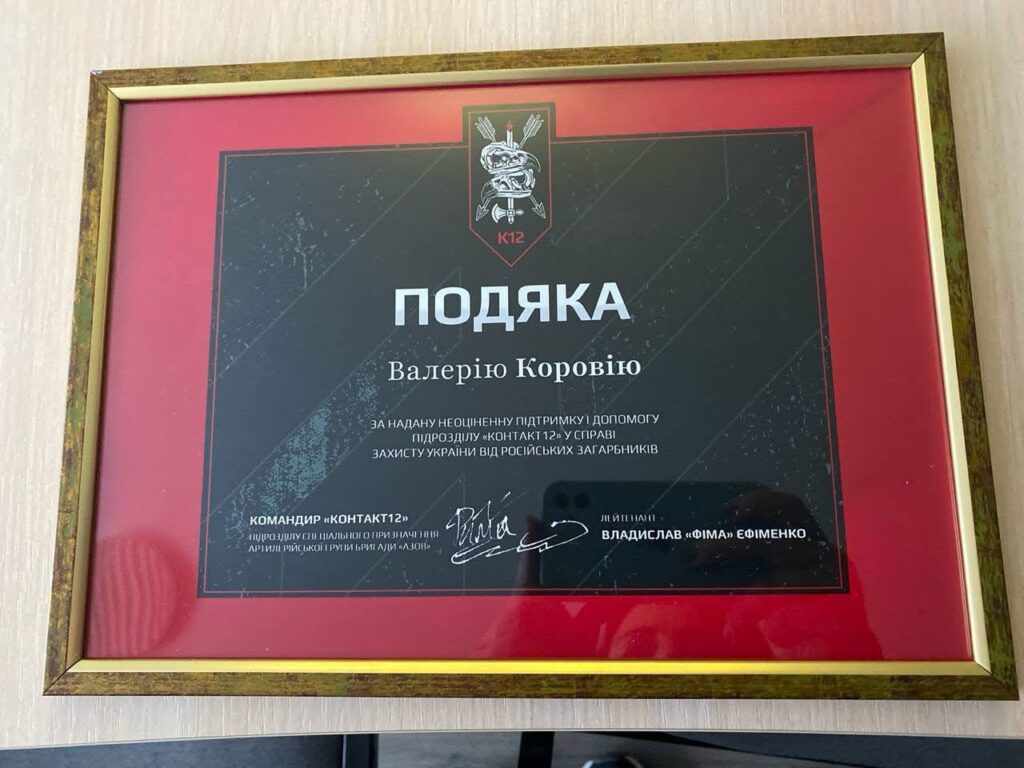 К12
ПОДЯКА
Валерію Коровію
ЗА НАДАНУ НЕОЦІНЕННУ ПІДТРИМКУ І ДОПОМОГУ
ПІДРОЗДІЛУ «КОНТАКТ12» У СПРАВІ
ЗАХИСТУ УКРАЇНИ ВІД РОСІЙСЬКИХ ЗАГАРБНИКІВ
КОМАНДИР «КОНТАКТ12»
ПІДРОЗДІЛУ СПЕЦІАЛЬНОГО ПРИЗНАЧЕННЯ
АРТИЛЕРІЙСЬКОЇ ГРУПИ БРИГАДИ «АЗОВ»
ЛЕЙТЕНАНТ
ВЛАДИСЛАВ «ФІМА» ЄФІМЕНКО